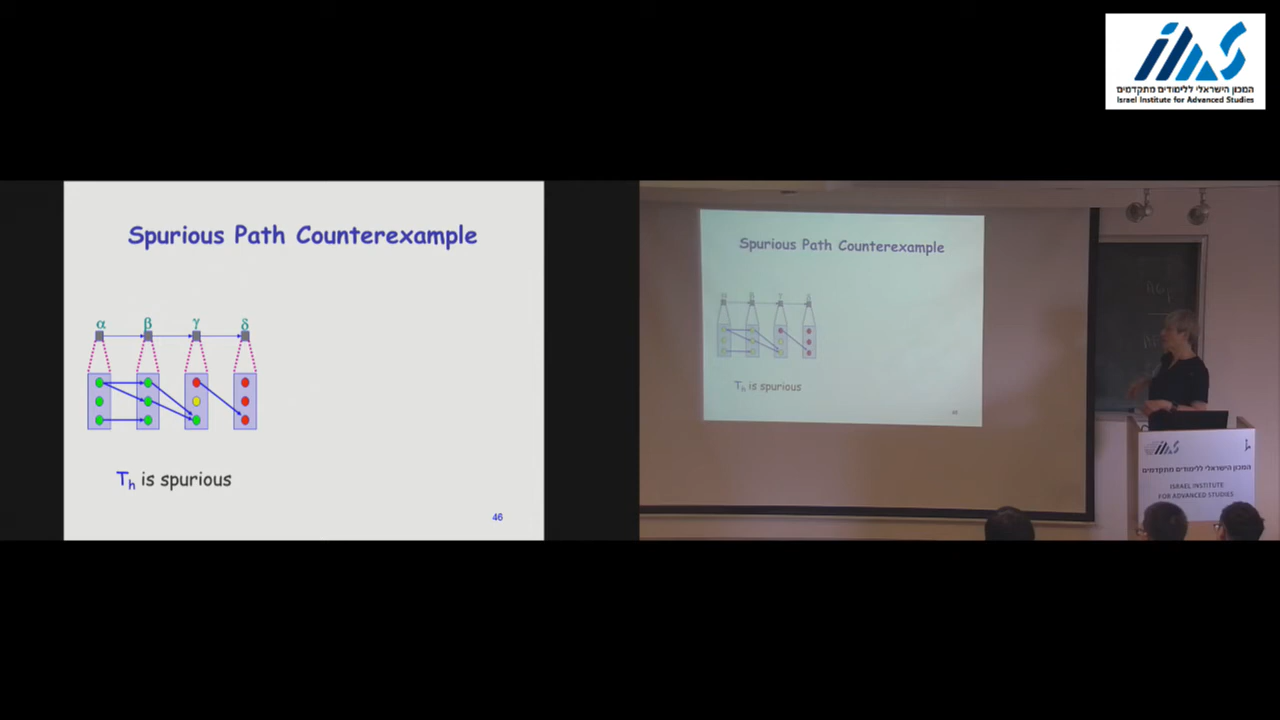 המכון הישראלי ללימודים מתקדמים
Israel Institute for Advanced Studies
Spurious Path Counterexample
α β γ δ
Th is spurious
46
Spurious Path Counterexample
Th is spurious
46
המכון הישראלי ללימודים מתקדמים
ISRAEL INSTITUTE
FOR ADVANCED STUDIES